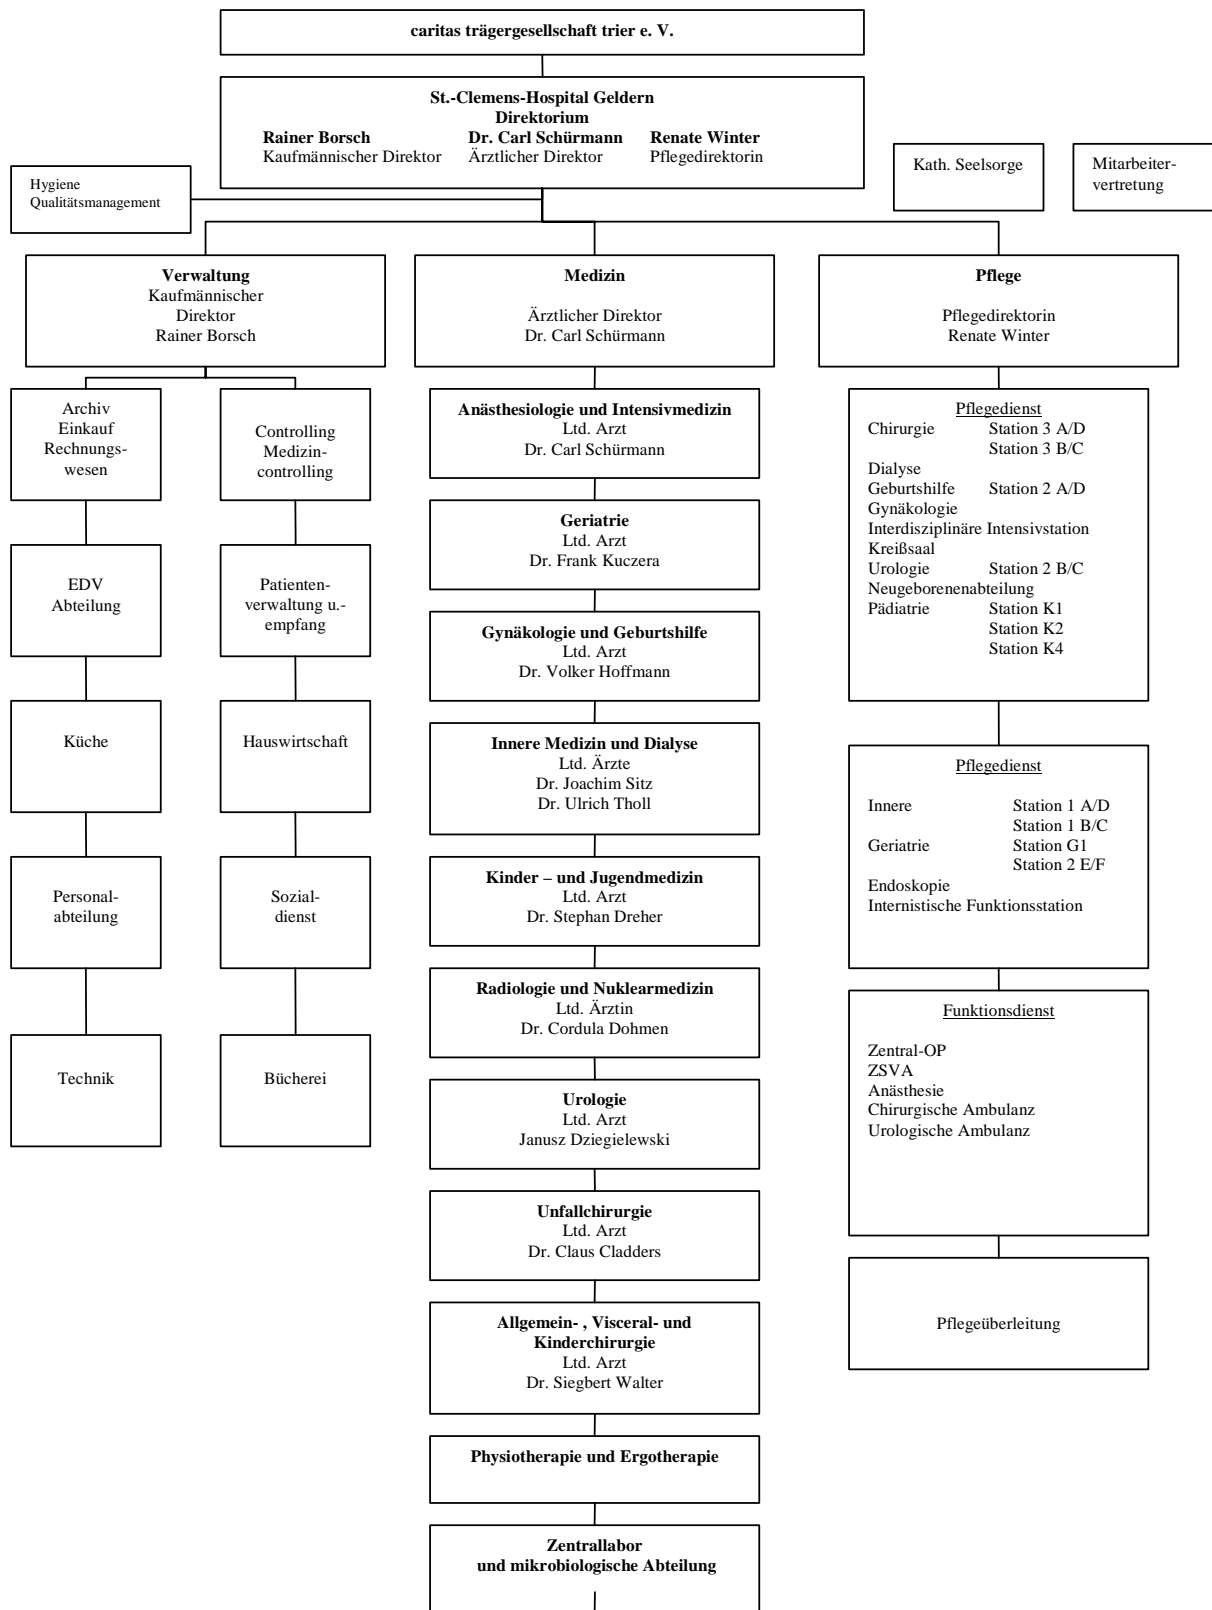 caritas trägergesellschaft trier e. V.
St.-Clemens-Hospital Geldern
Direktorium
Rainer Borsch Dr. Carl Schürmann Renate Winter
Kaufmännischer Direktor Ärztlicher Direktor Pflegedirektorin
Hygiene
Qualitätsmanagement
Kath. Seelsorge
Mitarbeiter-
vertretung
Verwaltung
Kaufmännischer
Direktor
Rainer Borsch
Medizin
Ärztlicher Direktor
Dr. Carl Schürmann
Pflege
Pflegedirektorin
Renate Winter
Archiv
Einkauf
Rechnungs-
wesen
EDV
Abteilung
Küche
Personal-
abteilung
Technik
Controlling
Medizin-
controlling
Patienten-
verwaltung u.-
empfang
Hauswirtschaft
Sozial-
dienst
Bücherei
Anästhesiologie und Intensivmedizin
Ltd. Arzt
Dr. Carl Schürmann
Geriatrie
Ltd. Arzt
Dr. Frank Kuczera
Gynäkologie und Geburtshilfe
Ltd. Arzt
Dr. Volker Hoffmann
Innere Medizin und Dialyse
Ltd. Ärzte
Dr. Joachim Sitz
Dr. Ulrich Tholl
Kinder – und Jugendmedizin
Ltd. Arzt
Dr. Stephan Dreher
Radiologie und Nuklearmedizin
Ltd. Ärztin
Dr. Cordula Dohmen
Urologie
Ltd. Arzt
Janusz Dziegielewski
Unfallchirurgie
Ltd. Arzt
Dr. Claus Cladders
Allgemein- , Visceral- und
Kinderchirurgie
Ltd. Arzt
Dr. Siegbert Walter
Physiotherapie und Ergotherapie
Zentrallabor
und mikrobiologische Abteilung
Pflegedienst
Chirurgie Station 3 A/D
Station 3 B/C
Dialyse
Geburtshilfe Station 2 A/D
Gynäkologie
Interdisziplinäre Intensivstation
Kreißsaal
Urologie Station 2 B/C
Neugeborenenabteilung
Pädiatrie Station K1
Station K2
Station K4
Pflegedienst
Innere Station 1 A/D
Station 1 B/C
Geriatrie Station G1
Station 2 E/F
Endoskopie
Internistische Funktionsstation
Funktionsdienst
Zentral-OP
ZSVA
Anästhesie
Chirurgische Ambulanz
Urologische Ambulanz
Pflegeüberleitung